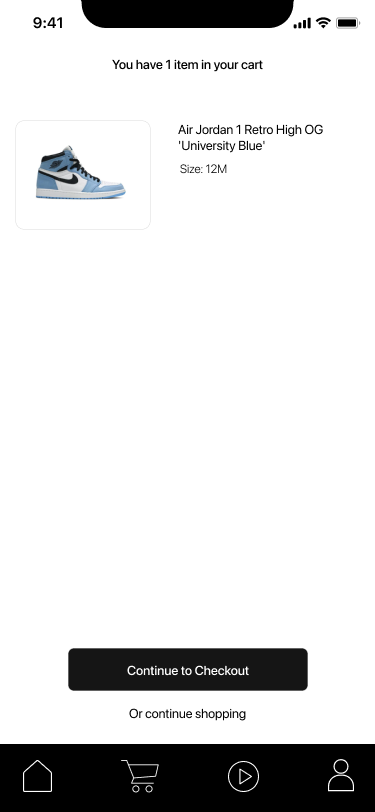 9:41
You have 1 item in your cart
Air Jordan 1 Retro High OG
'University Blue'
Size: 12M
Continue to Checkout
Or continue shopping